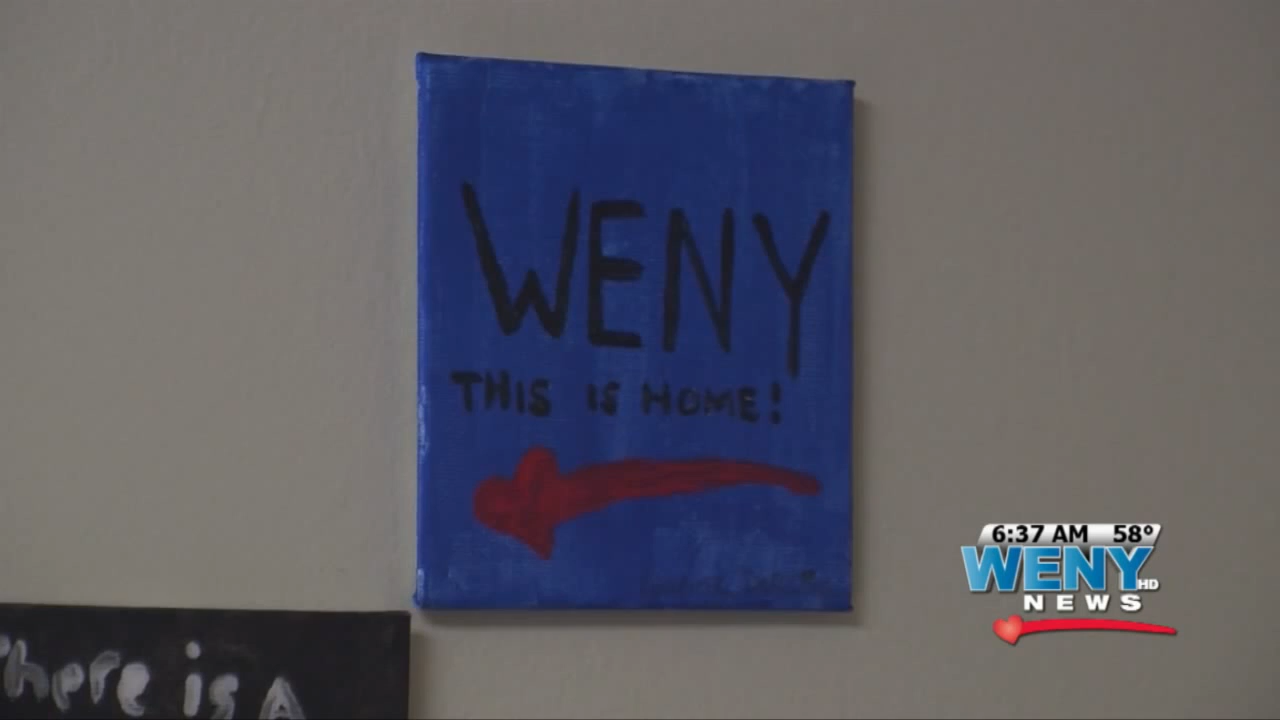 WENY
THIS IS HOME!
there is A
6:37 AM 58°
WENY HD
NEWS